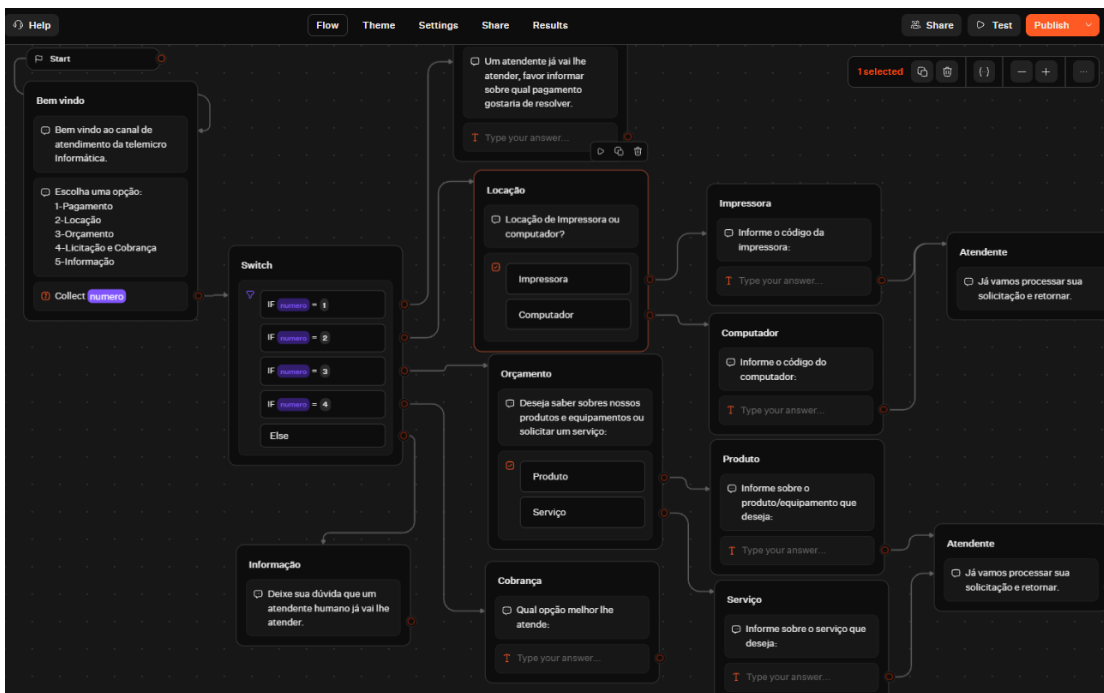 Help
Flow
Theme
Settings
Share
Results
Share
Test
Publish
1 selected
{·}
Start
Bem vindo
Bem vindo ao canal de
atendimento da telemicro
Informática.
Escolha uma opção:
1-Pagamento
2-Locação
3-Orçamento
4-Licitação e Cobrança
5-Informação
Collect numero
Switch
IF numero = 1
IF numero = 2
IF numero = 3
IF numero = 4
Else
Informação
Deixe sua dúvida que um
atendente humano já vai lhe
atender.
Um atendente já vai lhe
atender, favor informar
sobre qual pagamento
gostaria de resolver.
Type your answer...
Locação
Locação de Impressora ou
computador?
Impressora
Computador
Orçamento
Deseja saber sobres nossos
produtos e equipamentos ou
solicitar um serviço:
Produto
Serviço
Cobrança
Qual opção melhor lhe
atende:
Type your answer...
Impressora
Informe o código da
impressora:
Type your answer...
Computador
Informe o código do
computador:
Type your answer...
Produto
Informe sobre o
produto/equipamento que
deseja:
Type your answer...
Serviço
Informe sobre o serviço que
deseja:
Type your answer...
Atendente
Já vamos processar sua
solicitação e retornar.
Atendente
Já vamos processar sua
solicitação e retornar.